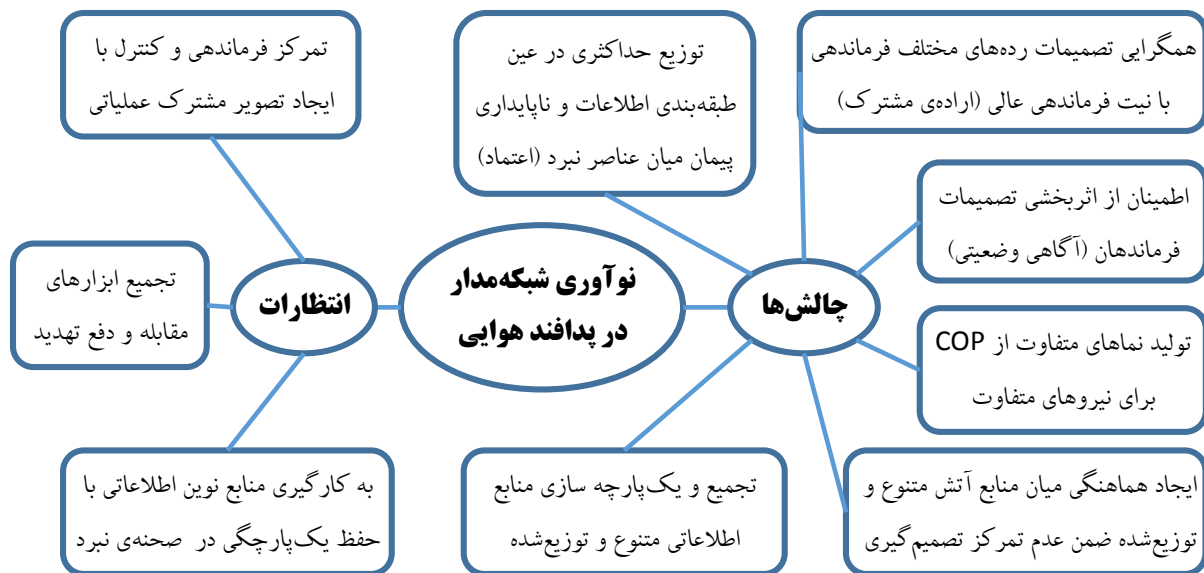 همگرایی تصمیمات رده‌های مختلف فرماندهی
با نیت فرماندهی عالی (اراده‌ی مشترک)
توزیع حداکثری در عین
طبقه‌بندی اطلاعات و ناپایداری
پیمان میان عناصر نبرد (اعتماد)
تمرکز فرماندهی و کنترل با
ایجاد تصویر مشترک عملیاتی
اطمینان از اثربخشی تصمیمات
فرماندهان (آگاهی وضعیتی)
چالش‌ها
نوآوری شبکه‌مدار
در پدافند هوایی
انتظارات
تجمیع ابزارهای
مقابله و دفع تهدید
تولید نماهای متفاوت از COP
برای نیروهای متفاوت
ایجاد هماهنگی میان منابع آتش متنوع و
توزیع‌شده ضمن عدم تمرکز تصمیم‌گیری
تجمیع و یک‌پارچه سازی منابع
اطلاعاتی متنوع و توزیع‌شده
به کارگیری منابع نوین اطلاعاتی با
حفظ یک‌پارچگی در صحنه‌ی نبرد